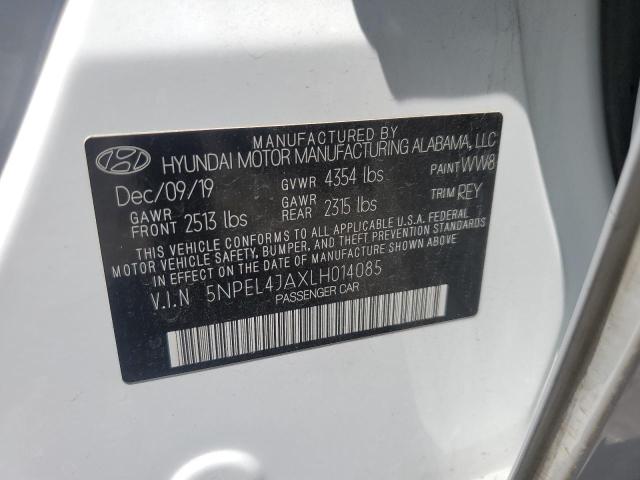 MANUFACTURED BY
HYUNDAI MOTOR MANUFACTURING ALABAMA, LLC
Dec/09/19 GVWR 4354 lbs PAINT WW8
GAWR FRONT 2513 lbs GAWR REAR 2315 lbs TRIM REY
THIS VEHICLE CONFORMS TO ALL APPLICABLE U.S.A. FEDERAL
MOTOR VEHICLE SAFETY, BUMPER, AND THEFT PREVENTION STANDARDS
IN EFFECT ON THE DATE OF MANUFACTURE SHOWN ABOVE.
V.I.N 5NPEL4JAXLH014085
PASSENGER CAR